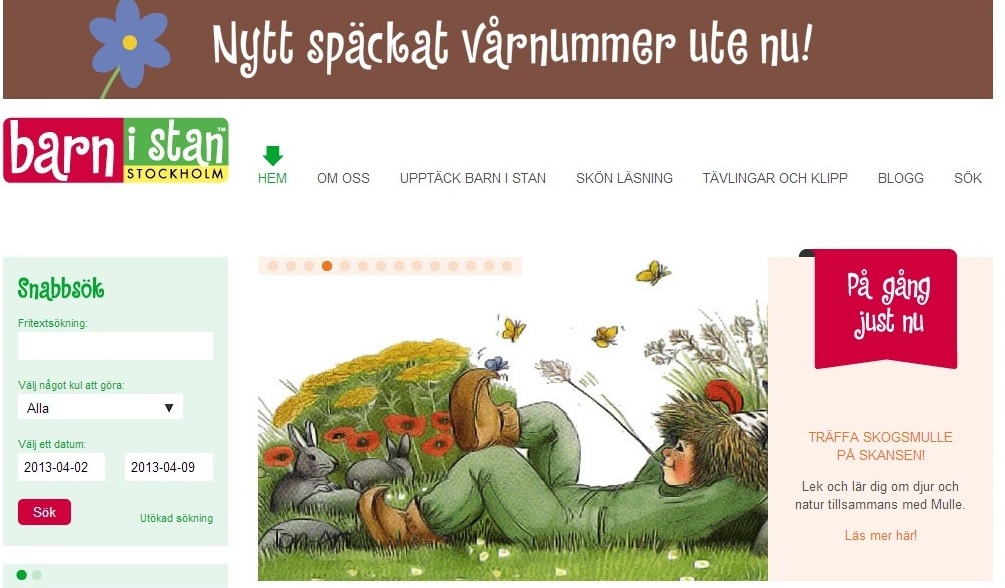 Nytt späckat vårnummer ute nu!
barn i stan™
STOCKHOLM
HEM OM OSS UPPTÄCK BARN I STAN SKÖN LÄSNING TÄVLINGAR OCH KLIPP BLOGG SÖK
Snabbsök
Fritextsökning:
Välj något kul att göra:
Alla
Välj ett datum:
2013-04-02 2013-04-09
Sök Utökad sökning
På gång
just nu
TRÄFFA SKOGSMULLE
PÅ SKANSEN!
Lek och lär dig om djur och
natur tillsammans med Mulle.
Läs mer här!